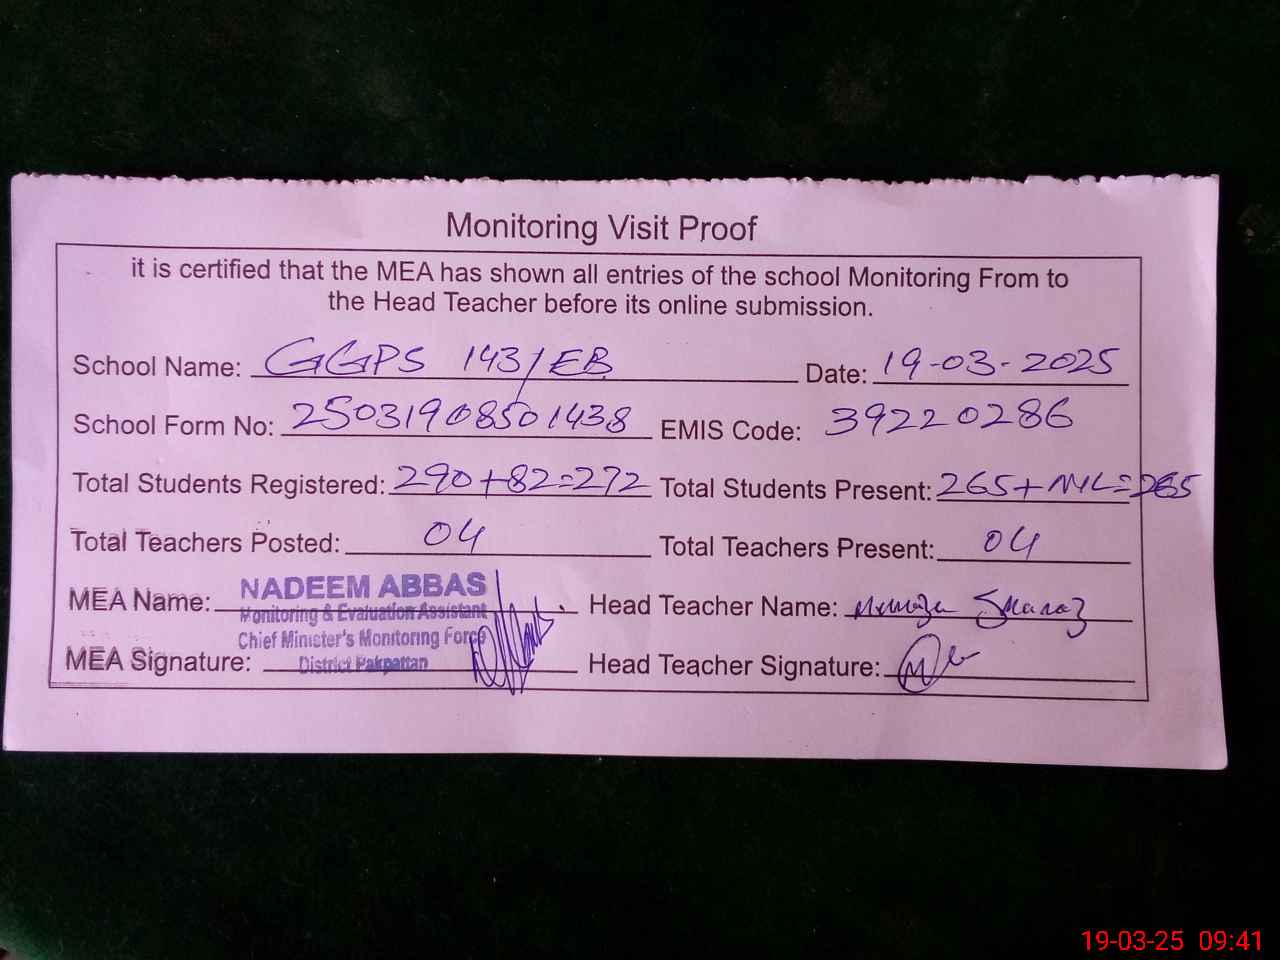 Monitoring Visit Proof
it is certified that the MEA has shown all entries of the school Monitoring From to
the Head Teacher before its online submission.
School Name: GGPS 143/EB Date: 19-03-2025
School Form No: 25031908501438 EMIS Code: 39220286
Total Students Registered: 290+82=272 Total Students Present: 265+NIL=265
Total Teachers Posted: 04 Total Teachers Present: 04
MEA Name: NADEEM ABBAS Head Teacher Name:
Monitoring & Evaluation Assistant
Chief Minister's Monitoring Force
MEA Signature: District Pakpattan Head Teacher Signature:
19-03-25 09:41